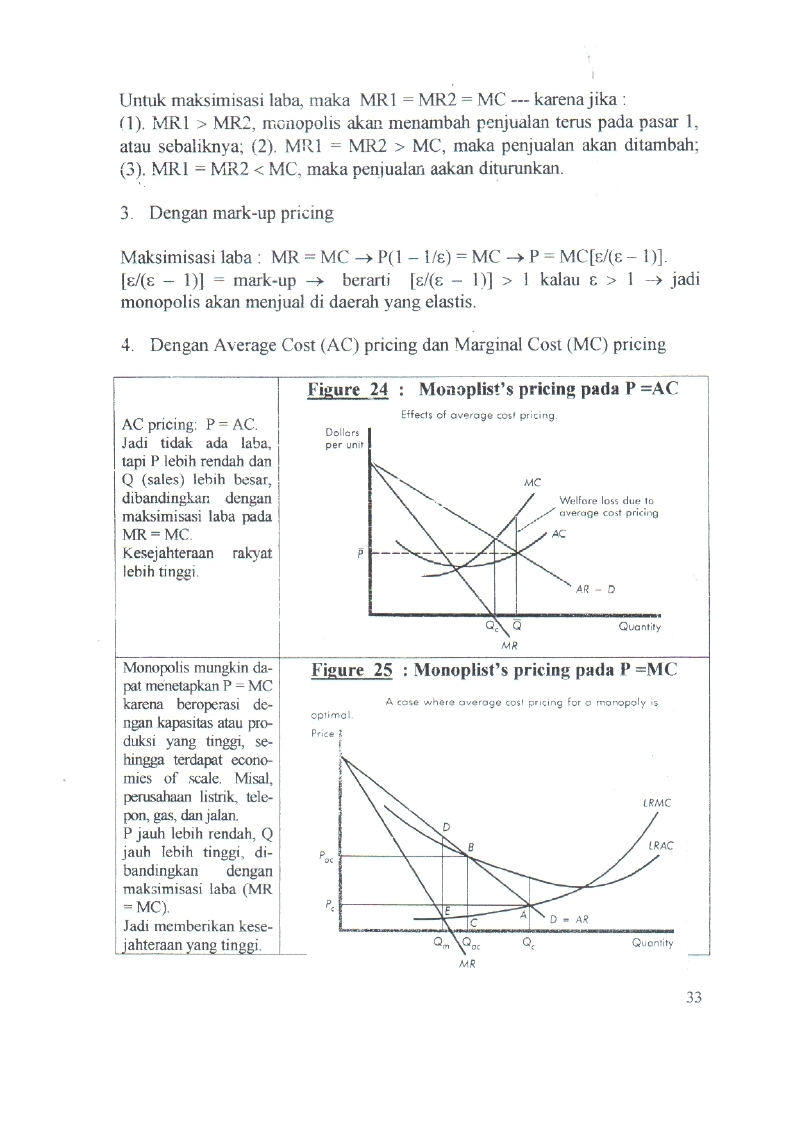 Untuk maksimisasi laba, maka MR1 = MR2 = MC --- karena jika :
(1). MR1 > MR2, monopolis akan menambah penjualan terus pada pasar 1,
atau sebaliknya; (2). MR1 = MR2 > MC, maka penjualan akan ditambah;
(3). MR1 = MR2 < MC, maka penjualan aakan diturunkan.
3. Dengan mark-up pricing
Maksimisasi laba : MR = MC → P(1 – 1/ε) = MC → P = MC[ε/(ε – 1)].
[ε/(ε – 1)] = mark-up → berarti [ε/(ε – 1)] > 1 kalau ε > 1 → jadi
monopolis akan menjual di daerah yang elastis.
4. Dengan Average Cost (AC) pricing dan Marginal Cost (MC) pricing
AC pricing: P = AC.
Jadi tidak ada laba,
tapi P lebih rendah dan
Q (sales) lebih besar,
dibandingkan dengan
maksimisasi laba pada
MR = MC.
Kesejahteraan rakyat
lebih tinggi.
Figure 24 : Monoplist's pricing pada P =AC
Effects of average cost pricing.
Dollars
per unit
MC
Welfare loss due to
average cost pricing
AC
P̅
AR – D
Qc Q̅ Quantity
MR
Monopolis mungkin da-
pat menetapkan P = MC
karena beroperasi de-
ngan kapasitas atau pro-
duksi yang tinggi, se-
hingga terdapat econo-
mies of scale. Misal,
perusahaan listrik, tele-
pon, gas, dan jalan.
P jauh lebih rendah, Q
jauh lebih tinggi, di-
bandingkan dengan
maksimisasi laba (MR
= MC).
Jadi memberikan kese-
jahteraan yang tinggi.
Figure 25 : Monoplist's pricing pada P =MC
A case where average cost pricing for a monopoly is
optimal.
Price
LRMC
D
B LRAC
Pac
Pc
E C A D = AR
Qm Qac Qc Quantity
MR
33